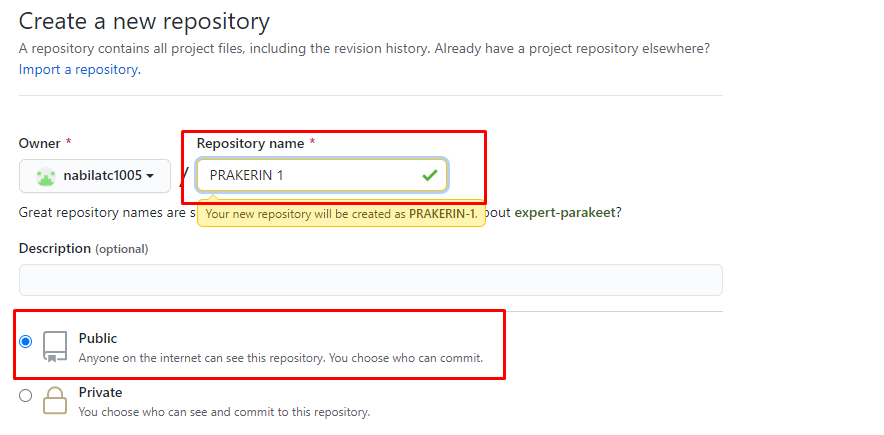 Create a new repository
A repository contains all project files, including the revision history. Already have a project repository elsewhere?
Import a repository.
Owner *
Repository name *
nabilatc1005
/
PRAKERIN 1
Great repository names are s
Your new repository will be created as PRAKERIN-1.
bout expert-parakeet?
Description (optional)
Public
Anyone on the internet can see this repository. You choose who can commit.
Private
You choose who can see and commit to this repository.